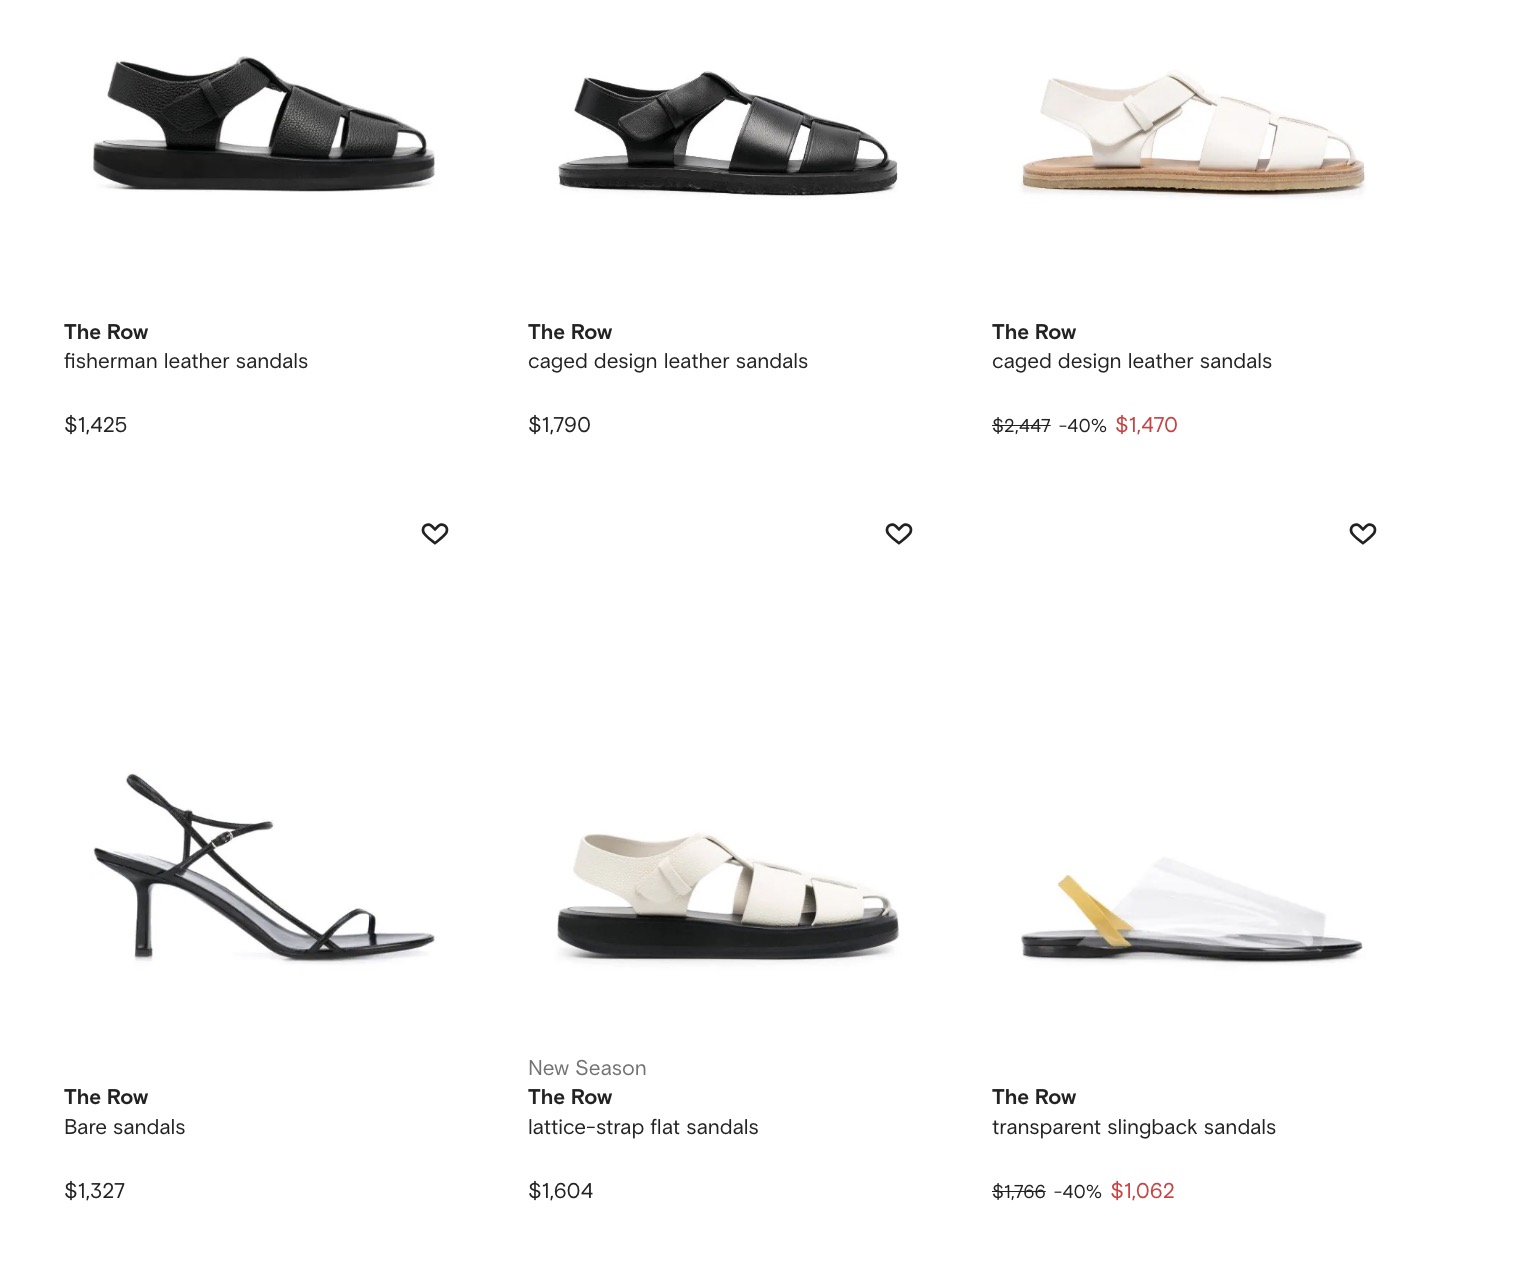 The Row
fisherman leather sandals
$1,425
The Row
caged design leather sandals
$1,790
The Row
caged design leather sandals
$2,447 -40% $1,470
The Row
Bare sandals
$1,327
New Season
The Row
lattice-strap flat sandals
$1,604
The Row
transparent slingback sandals
$1,766 -40% $1,062